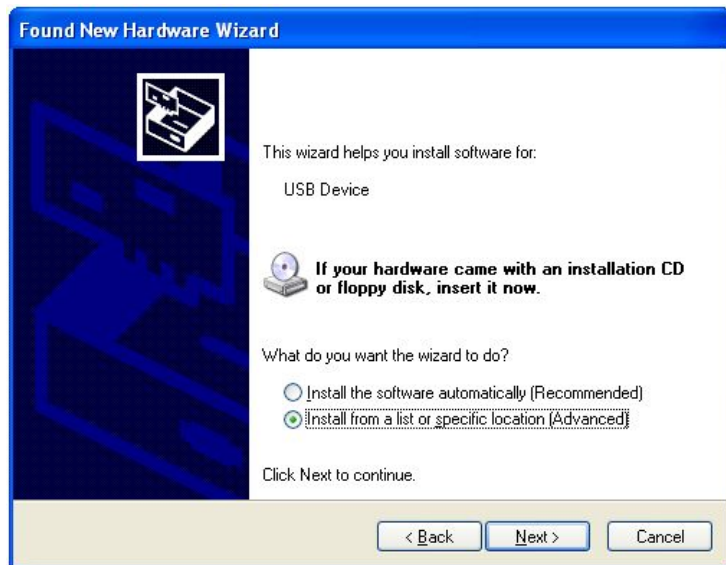 Found New Hardware Wizard
This wizard helps you install software for:
USB Device
If your hardware came with an installation CD
or floppy disk, insert it now.
What do you want the wizard to do?
Install the software automatically (Recommended)
Install from a list or specific location (Advanced)
Click Next to continue.
< Back
Next >
Cancel